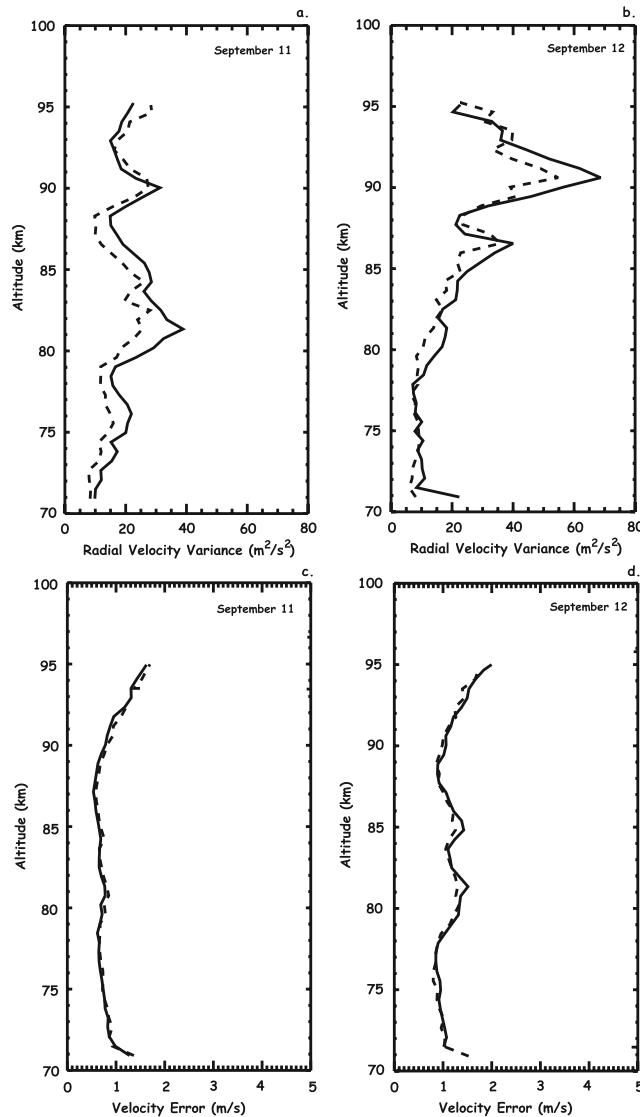 a.
100
September 11
95
90
85
80
75
70
Altitude (km)
0 20 40 60 80
Radial Velocity Variance (m²/s²)
b.
100
September 12
95
90
85
80
75
70
Altitude (km)
0 20 40 60 80
Radial Velocity Variance (m²/s²)
c.
100
September 11
95
90
85
80
75
70
Altitude (km)
0 1 2 3 4 5
Velocity Error (m/s)
d.
100
September 12
95
90
85
80
75
70
Altitude (km)
0 1 2 3 4 5
Velocity Error (m/s)